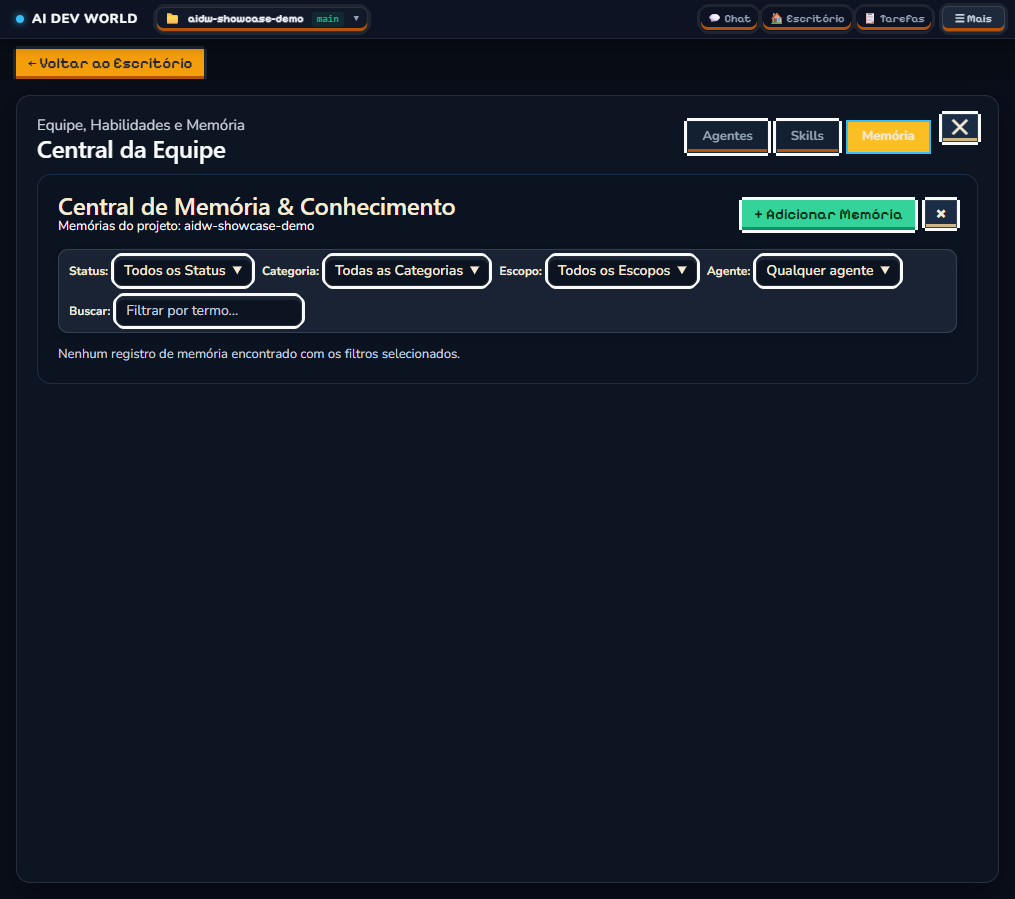 AI DEV WORLD
aidw-showcase-demo main ▼
Chat
Escritório
Tarefas
☰ Mais
← Voltar ao Escritório
Equipe, Habilidades e Memória
Central da Equipe
Agentes
Skills
Memória
✕
Central de Memória & Conhecimento
Memórias do projeto: aidw-showcase-demo
+ Adicionar Memória
×
Status: Todos os Status ▼ Categoria: Todas as Categorias ▼ Escopo: Todos os Escopos ▼ Agente: Qualquer agente ▼
Buscar: Filtrar por termo...
Nenhum registro de memória encontrado com os filtros selecionados.